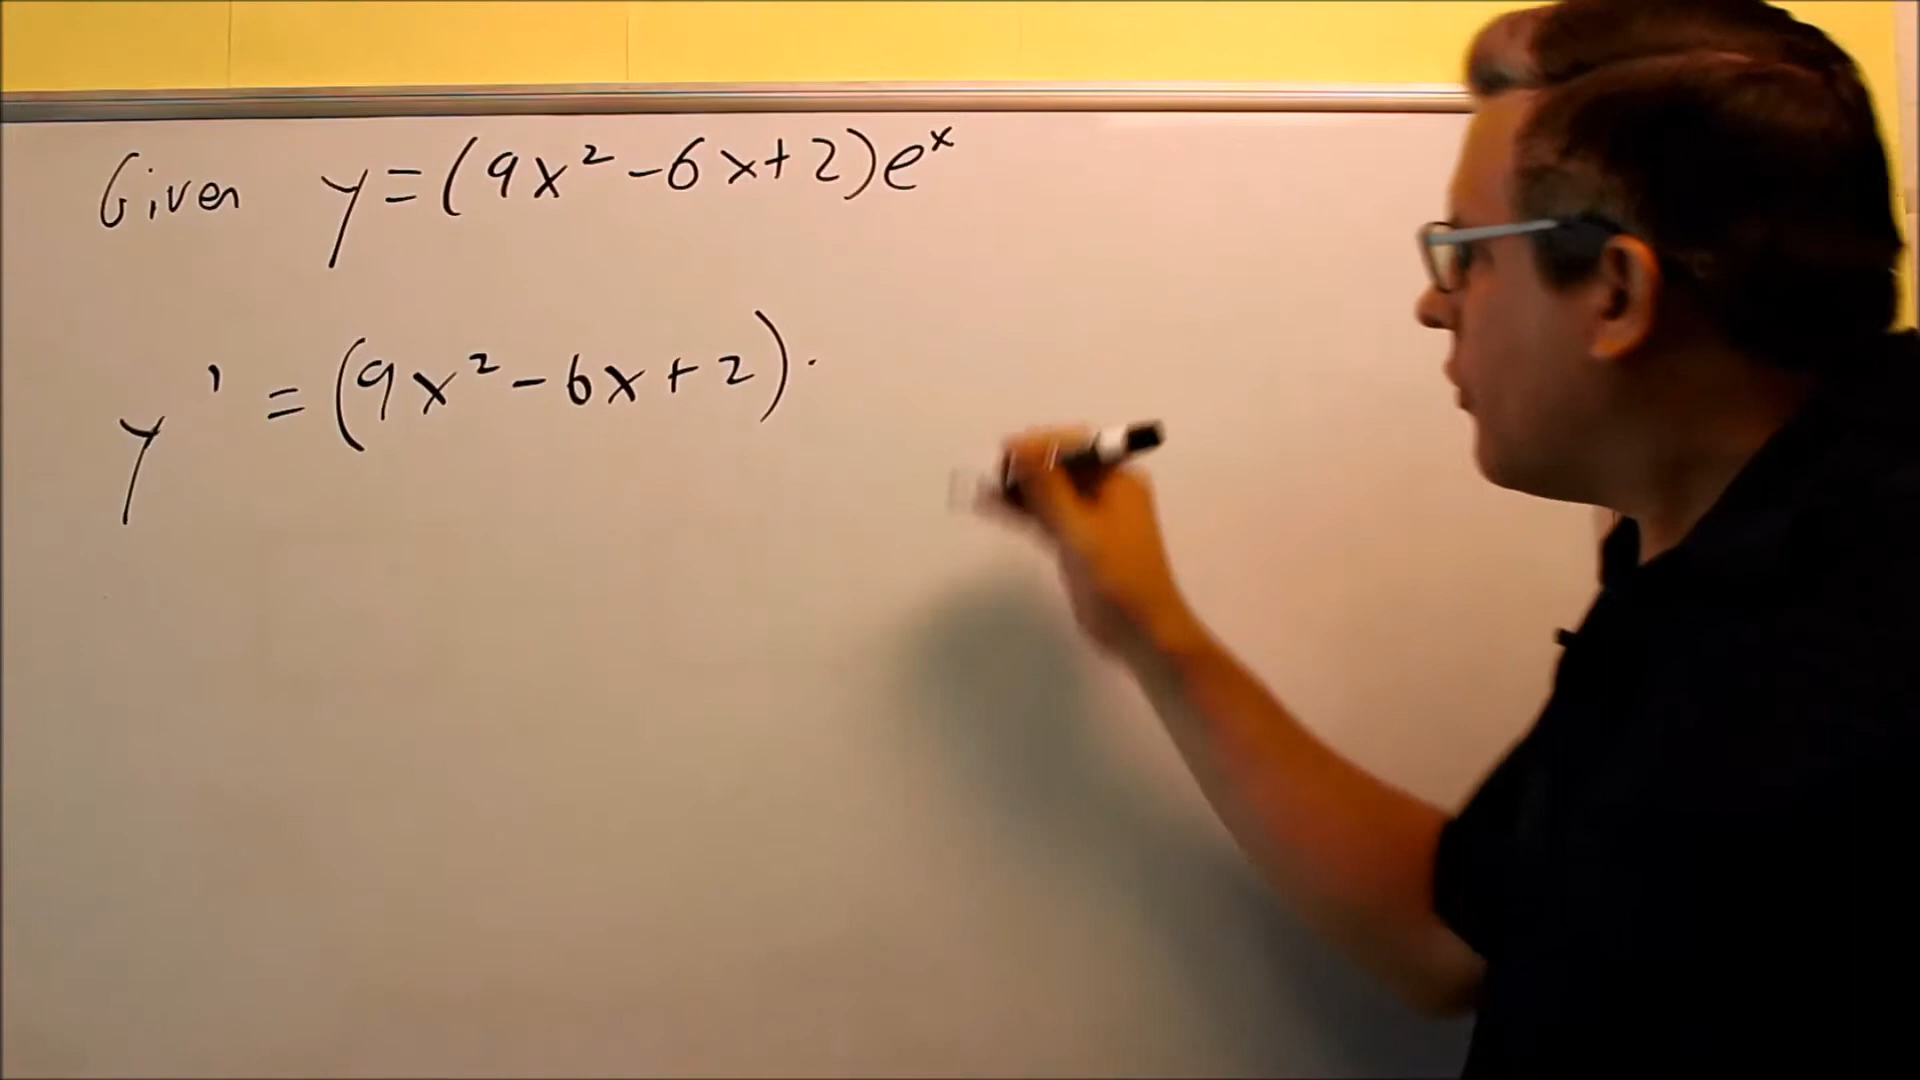 Given y=(9x²-6x+2)eˣ
y' = (9x²-6x+2)·